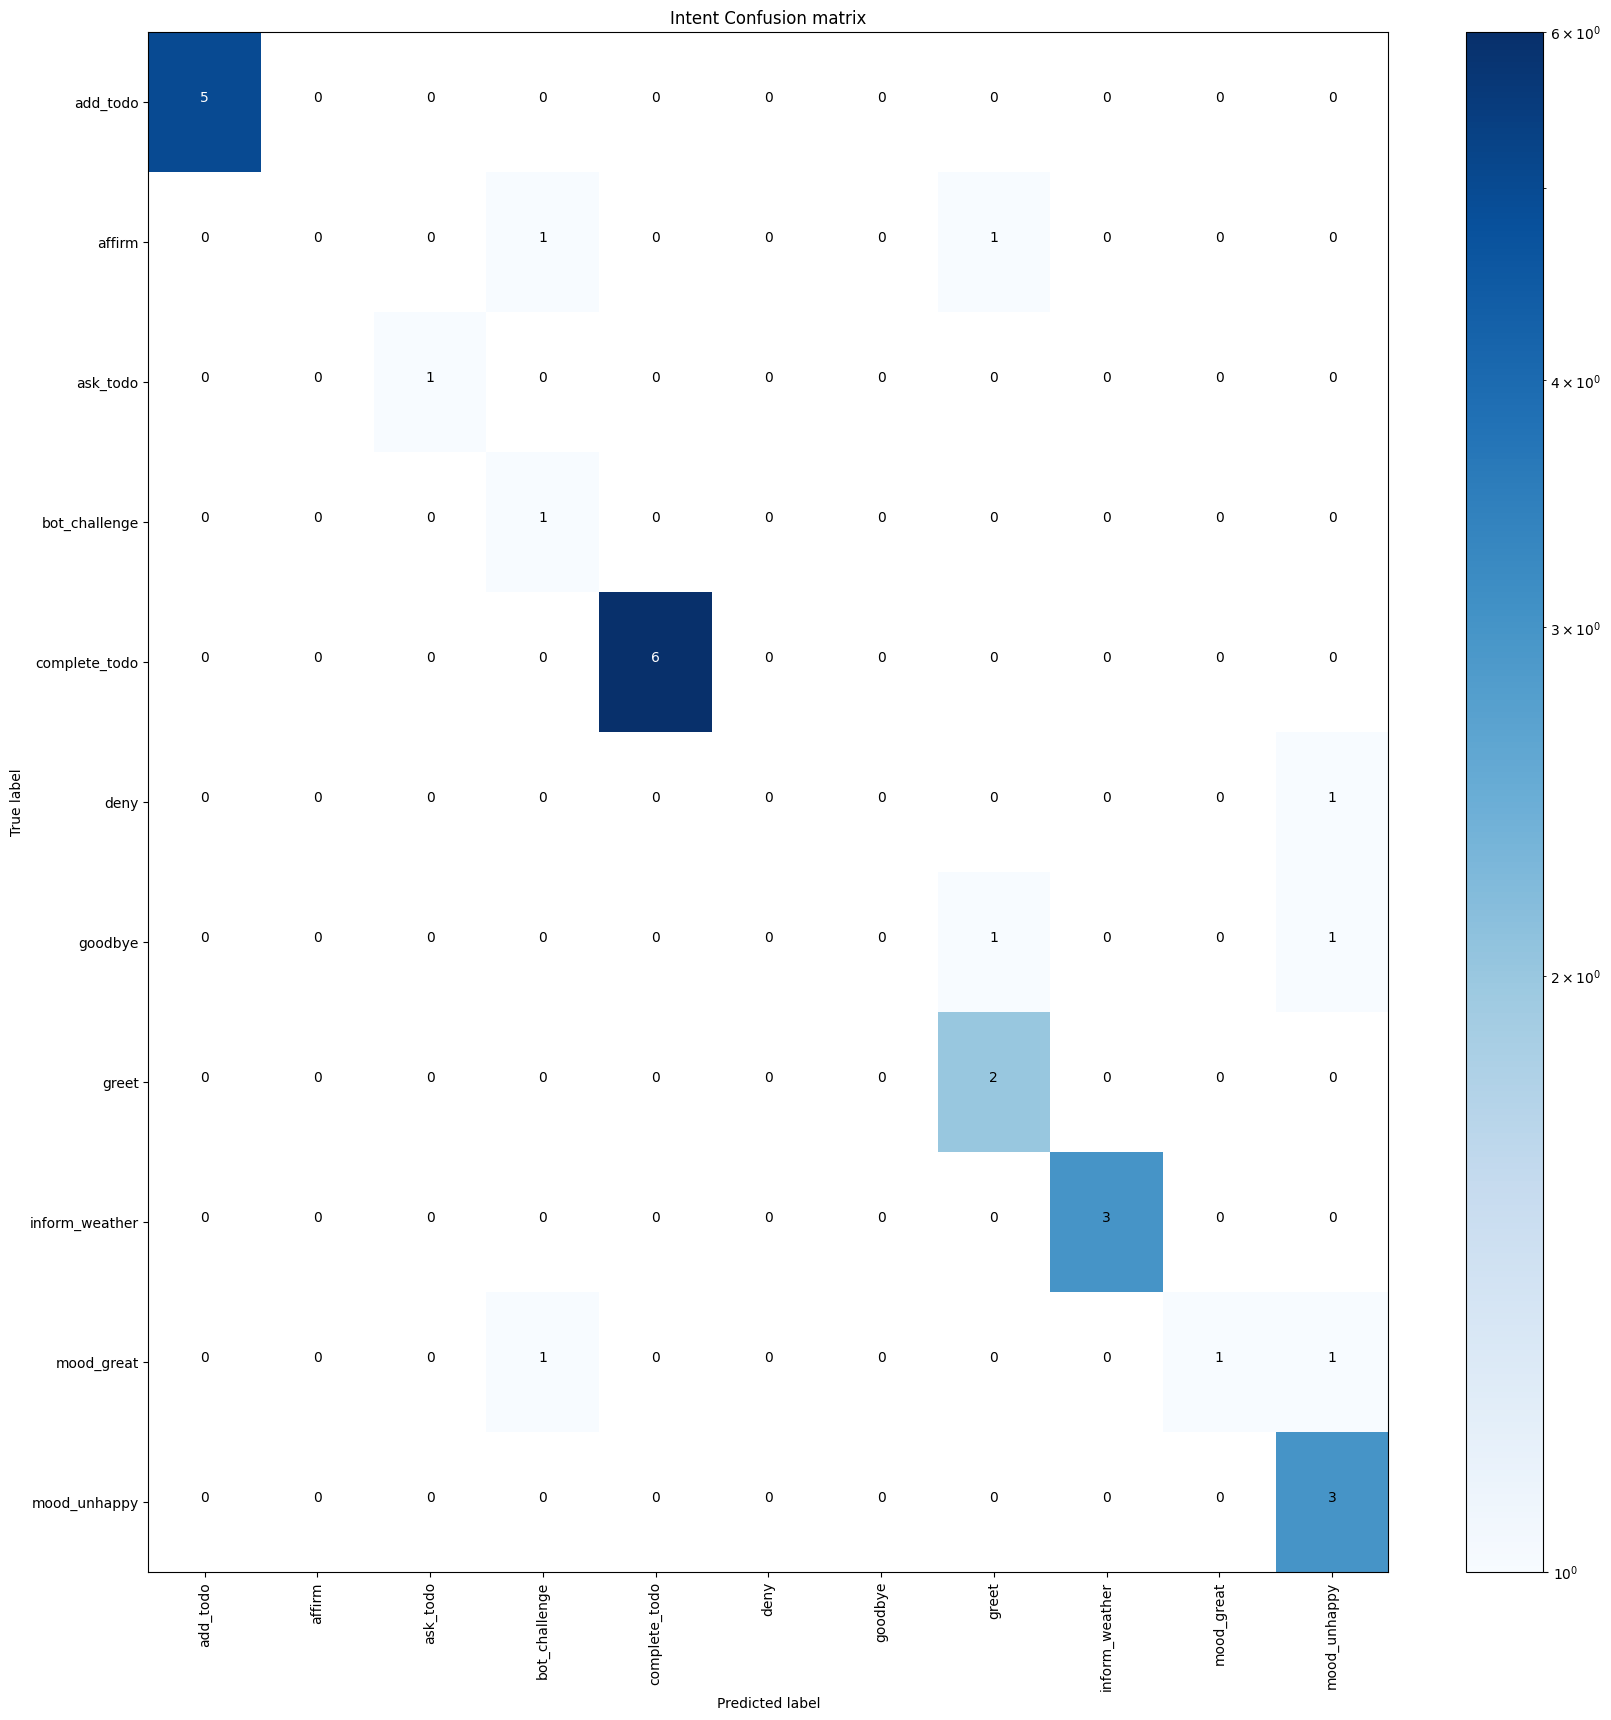 Intent Confusion matrix
True label
add_todo 5 0 0 0 0 0 0 0 0 0 0
affirm 0 0 0 1 0 0 0 1 0 0 0
ask_todo 0 0 1 0 0 0 0 0 0 0 0
bot_challenge 0 0 0 1 0 0 0 0 0 0 0
complete_todo 0 0 0 0 6 0 0 0 0 0 0
deny 0 0 0 0 0 0 0 0 0 0 1
goodbye 0 0 0 0 0 0 0 1 0 0 1
greet 0 0 0 0 0 0 0 2 0 0 0
inform_weather 0 0 0 0 0 0 0 0 3 0 0
mood_great 0 0 0 1 0 0 0 0 0 1 1
mood_unhappy 0 0 0 0 0 0 0 0 0 0 3
add_todo
affirm
ask_todo
bot_challenge
complete_todo
deny
goodbye
greet
inform_weather
mood_great
mood_unhappy
Predicted label
6 × 10⁰
4 × 10⁰
3 × 10⁰
2 × 10⁰
10⁰